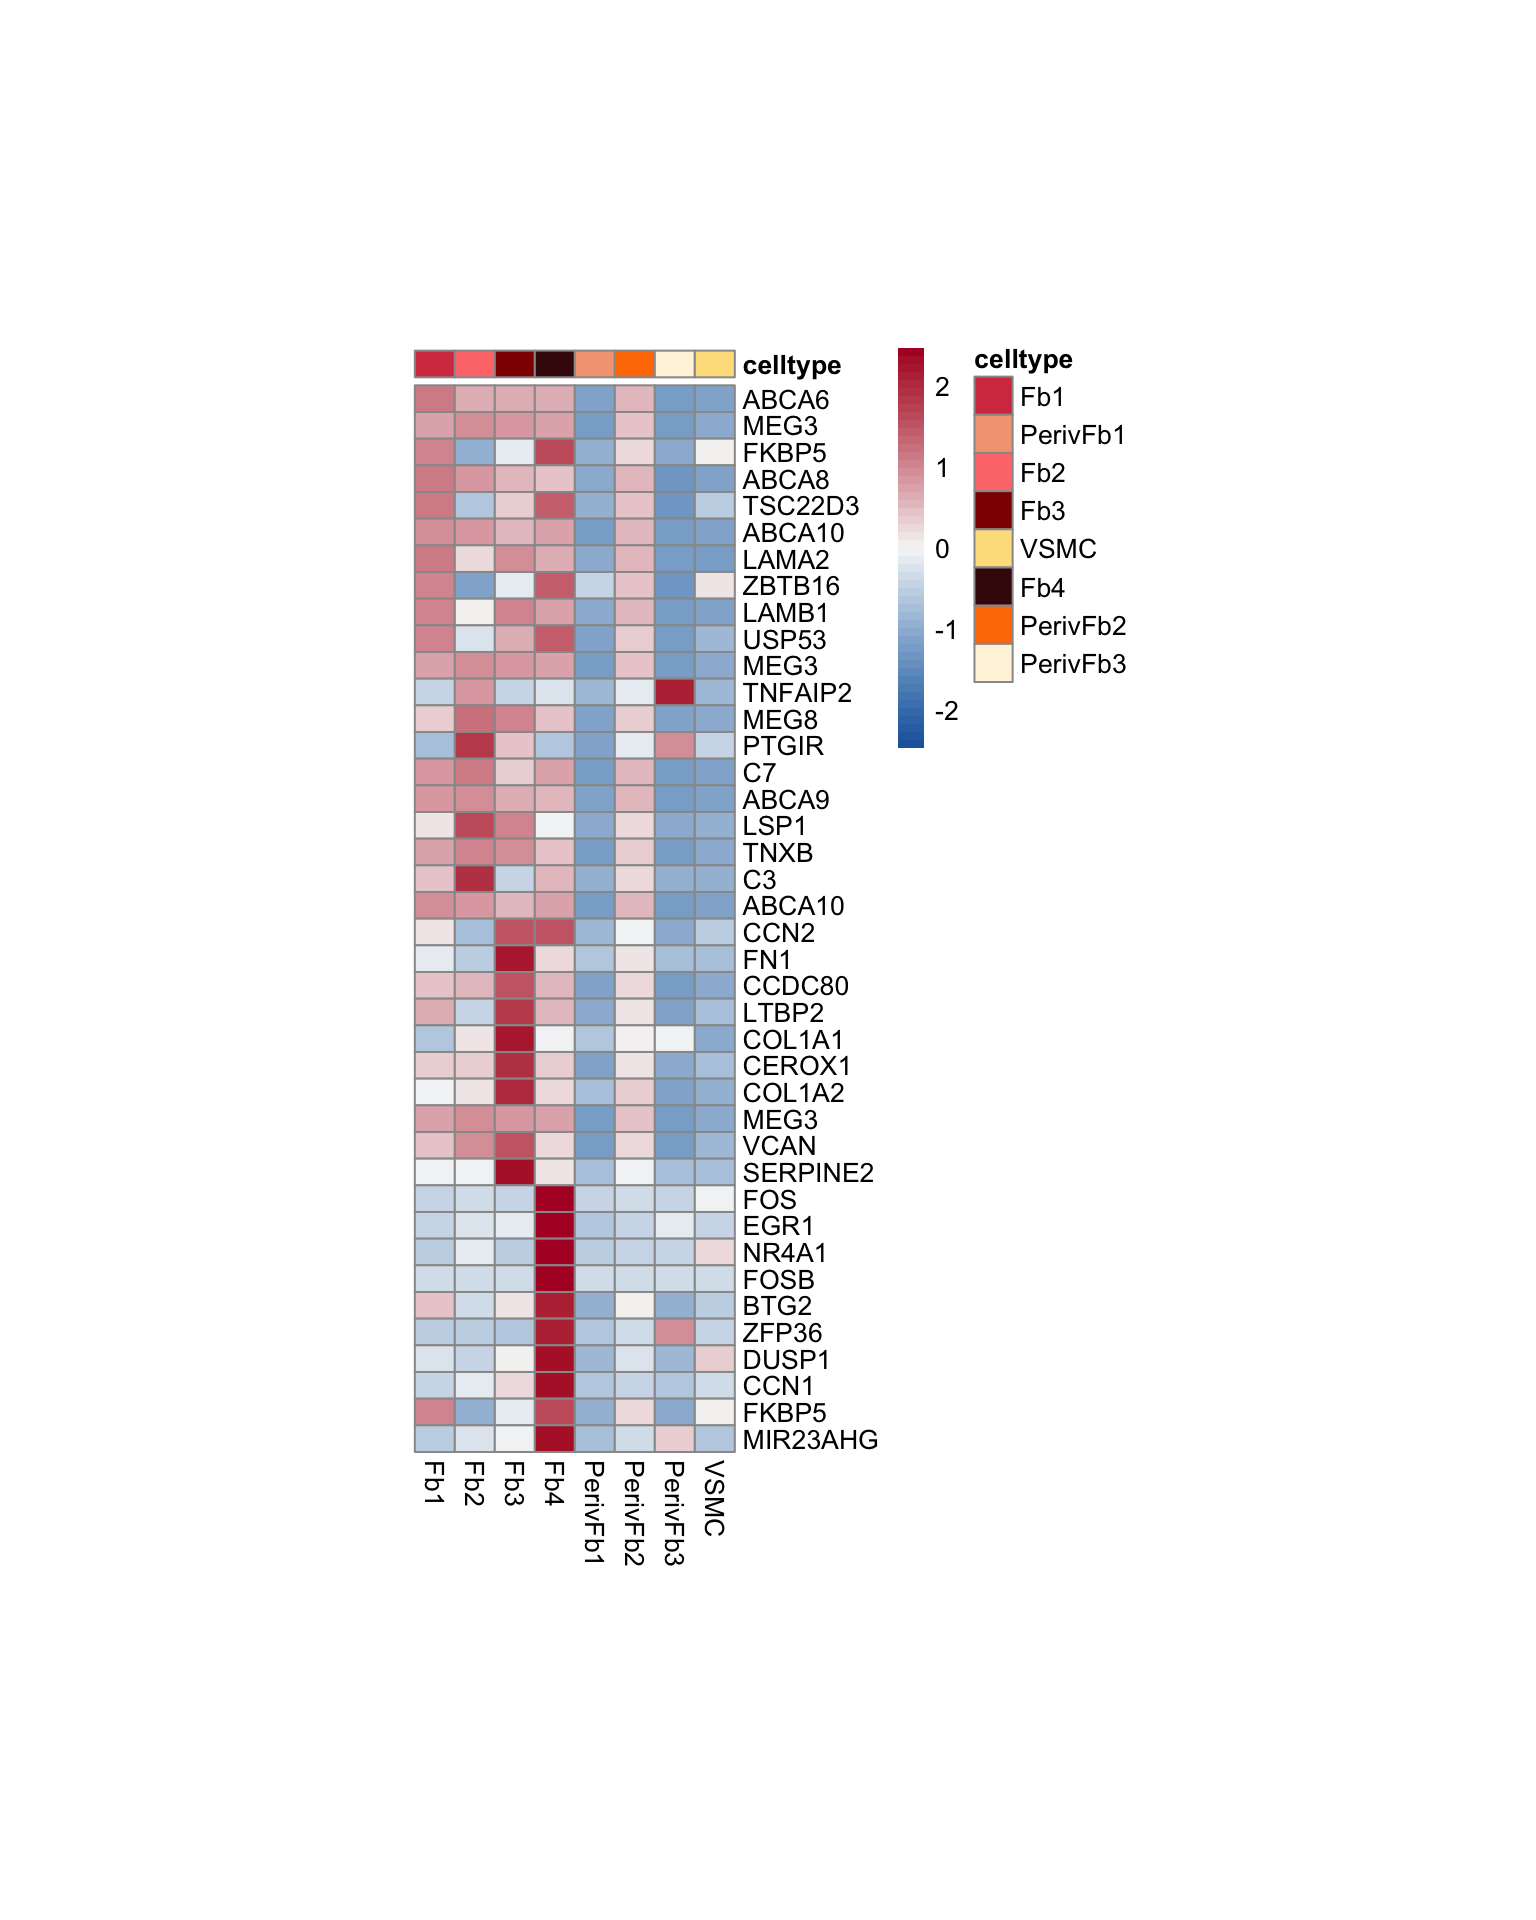 celltype
ABCA6
MEG3
FKBP5
ABCA8
TSC22D3
ABCA10
LAMA2
ZBTB16
LAMB1
USP53
MEG3
TNFAIP2
MEG8
PTGIR
C7
ABCA9
LSP1
TNXB
C3
ABCA10
CCN2
FN1
CCDC80
LTBP2
COL1A1
CEROX1
COL1A2
MEG3
VCAN
SERPINE2
FOS
EGR1
NR4A1
FOSB
BTG2
ZFP36
DUSP1
CCN1
FKBP5
MIR23AHG
Fb1
Fb2
Fb3
Fb4
PerivFb1
PerivFb2
PerivFb3
VSMC
2
1
0
-1
-2
celltype
Fb1
PerivFb1
Fb2
Fb3
VSMC
Fb4
PerivFb2
PerivFb3